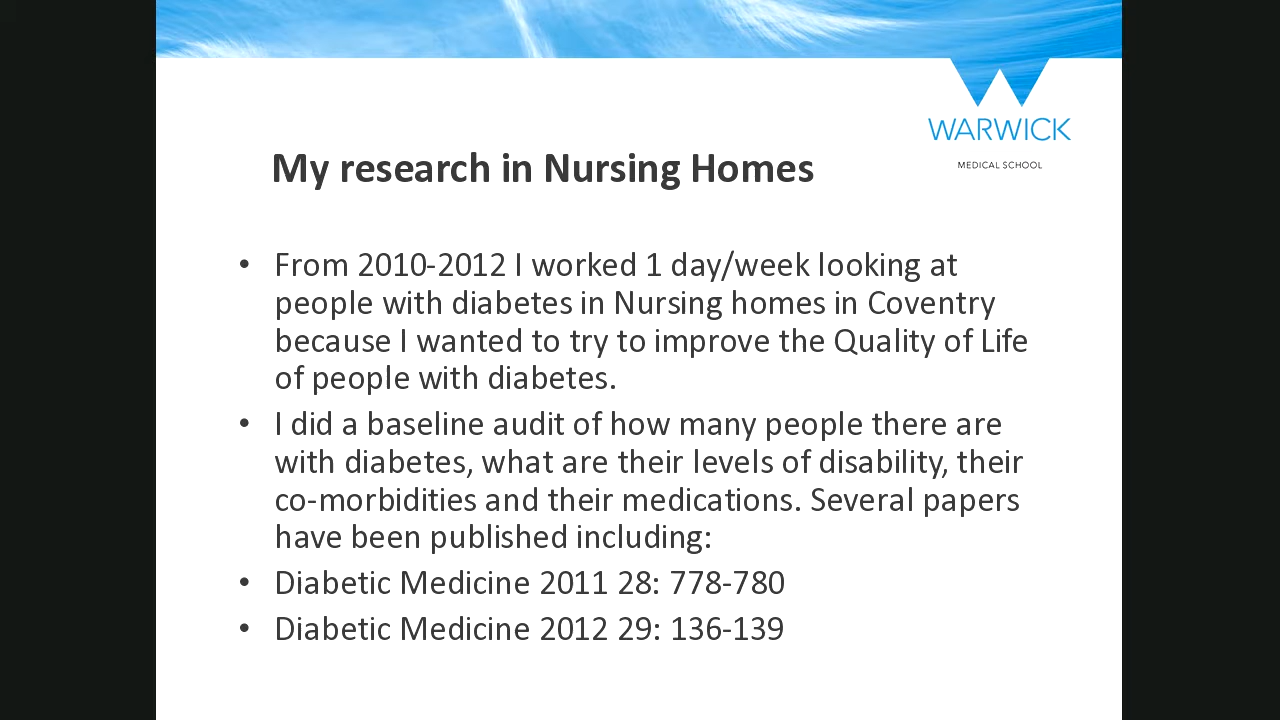 WARWICK
MEDICAL SCHOOL
My research in Nursing Homes
• From 2010-2012 I worked 1 day/week looking at
people with diabetes in Nursing homes in Coventry
because I wanted to try to improve the Quality of Life
of people with diabetes.
• I did a baseline audit of how many people there are
with diabetes, what are their levels of disability, their
co-morbidities and their medications. Several papers
have been published including:
• Diabetic Medicine 2011 28: 778-780
• Diabetic Medicine 2012 29: 136-139